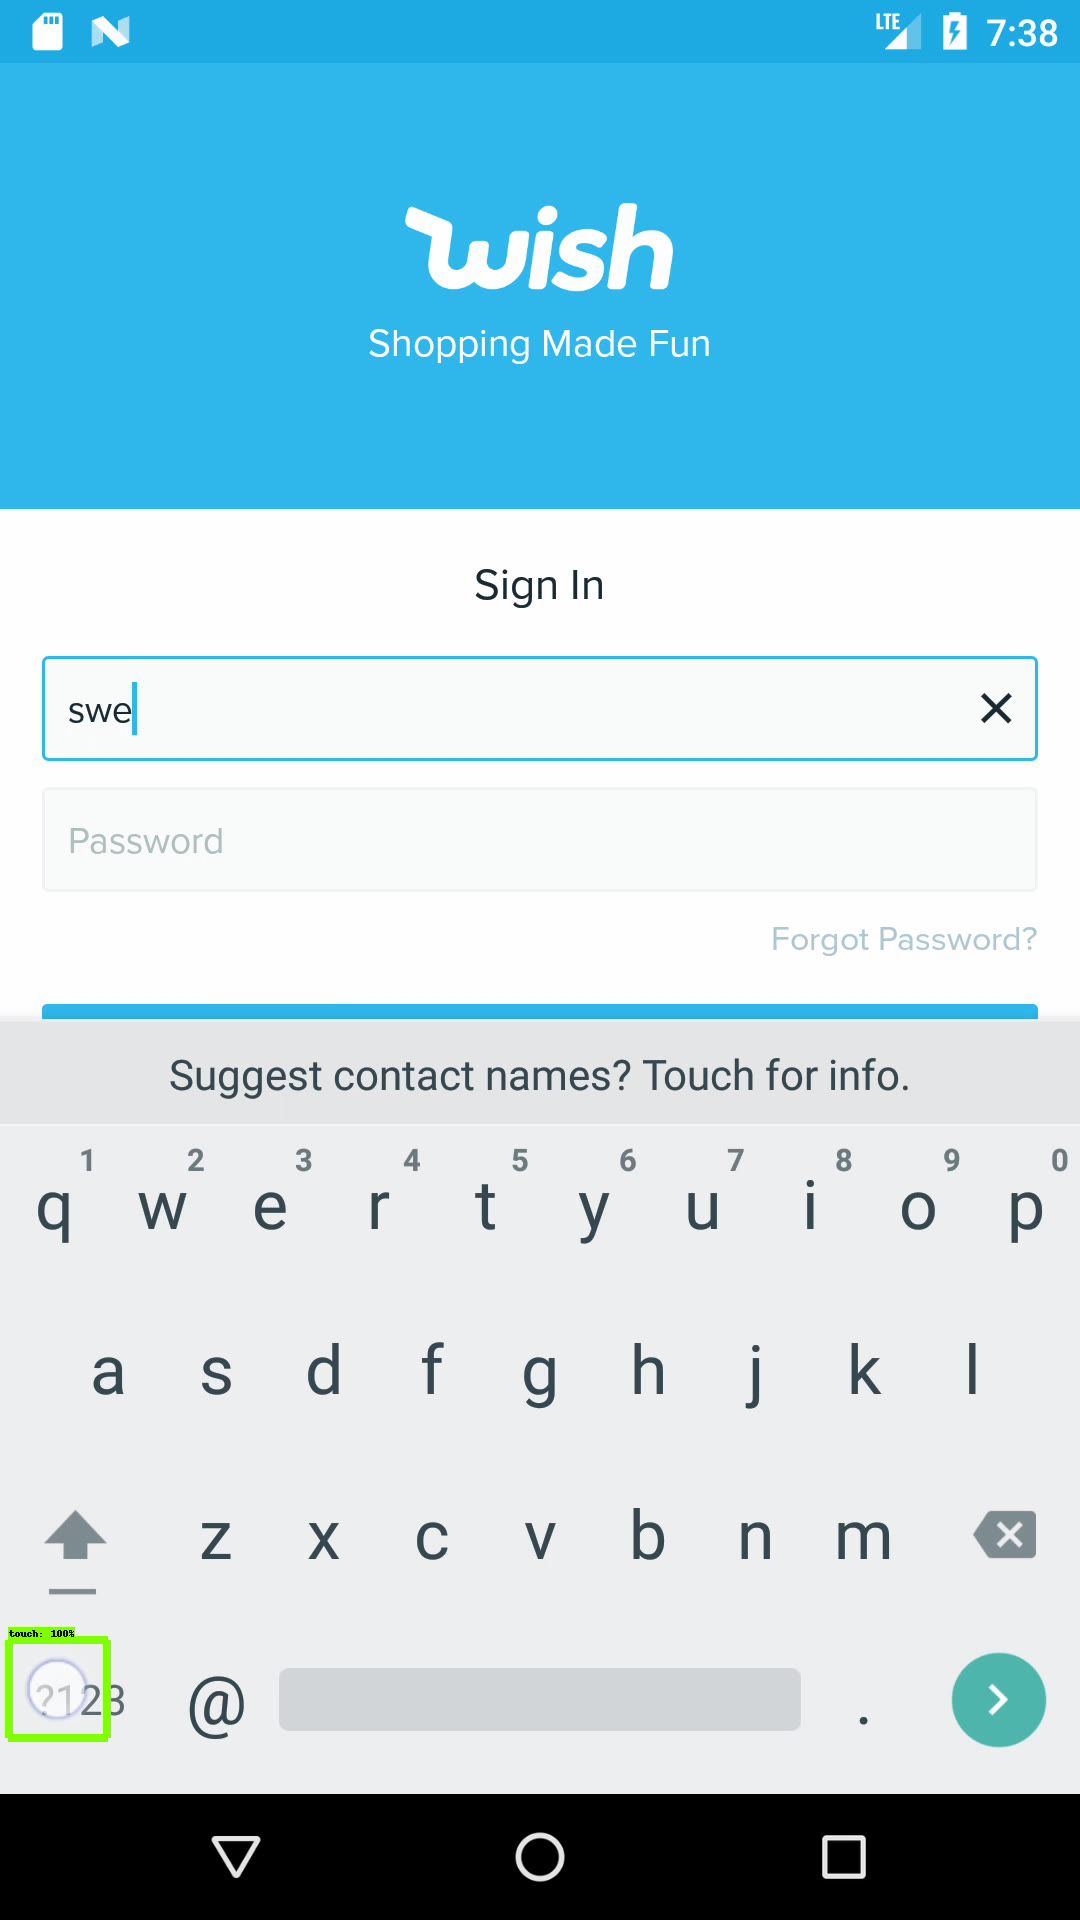 LTE 7:38
wish
Shopping Made Fun
Sign In
swe
Password
Forgot Password?
Suggest contact names? Touch for info.
1 2 3 4 5 6 7 8 9 0
q w e r t y u i o p
a s d f g h j k l
z x c v b n m
touch: 100%
?123 @ .